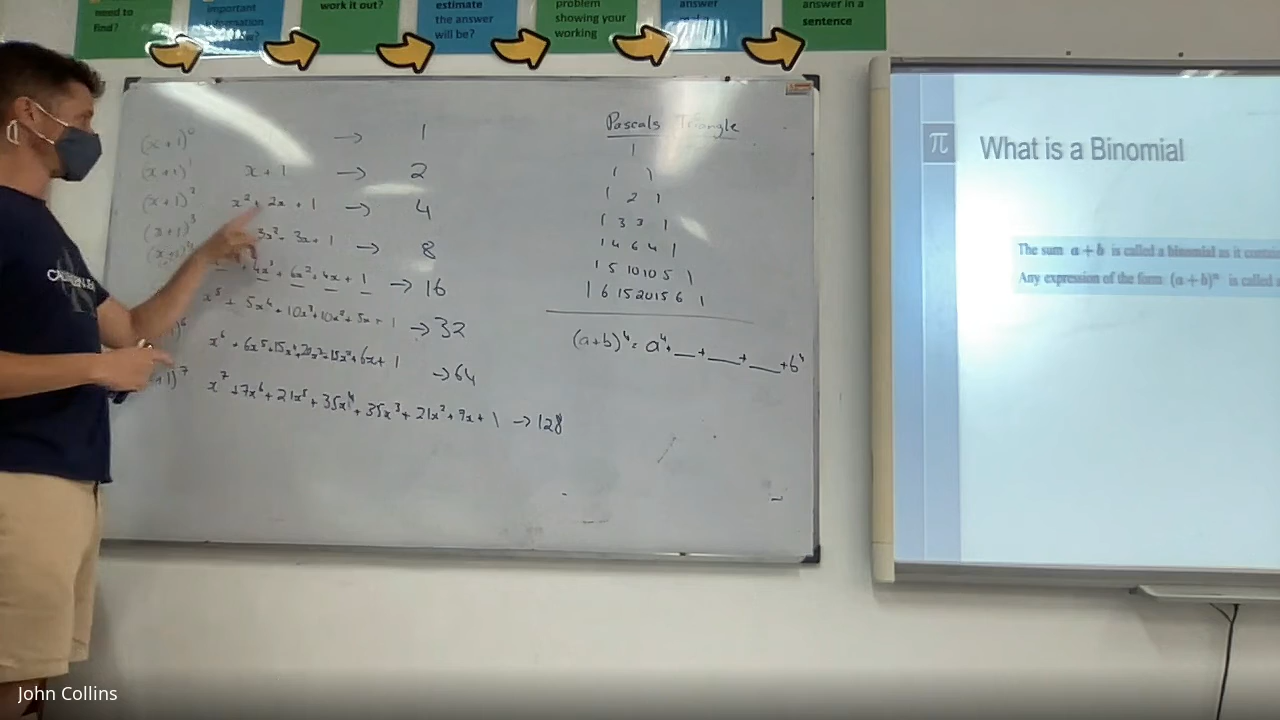 need to
find?
important
information
work it out?
estimate
the answer
will be?
problem
showing your
working
answer
answer in a
sentence
(x+1)⁰ → 1
(x+1)¹ x+1 → 2
(x+1)² x² + 2x + 1 → 4
(x+1)³ 3x² + 3x + 1 → 8
(x+1)⁴ + 4x³ + 6x² + 4x + 1 → 16
x⁵ + 5x⁴ + 10x³ + 10x² + 5x + 1 → 32
x⁶ + 6x⁵ + 15x⁴ + 20x³ + 15x² + 6x + 1 → 64
+1)⁷ x⁷ + 7x⁶ + 21x⁵ + 35x⁴ + 35x³ + 21x² + 7x + 1 → 128
Pascals Triangle
1
1 1
1 2 1
1 3 3 1
1 4 6 4 1
1 5 10 10 5 1
1 6 15 20 15 6 1
(a+b)⁴ = a⁴ + __ + __ + __ + b⁴
π
What is a Binomial
The sum a + b is called a binomial as it
Any expression of the form (a + b)ⁿ is called
John Collins